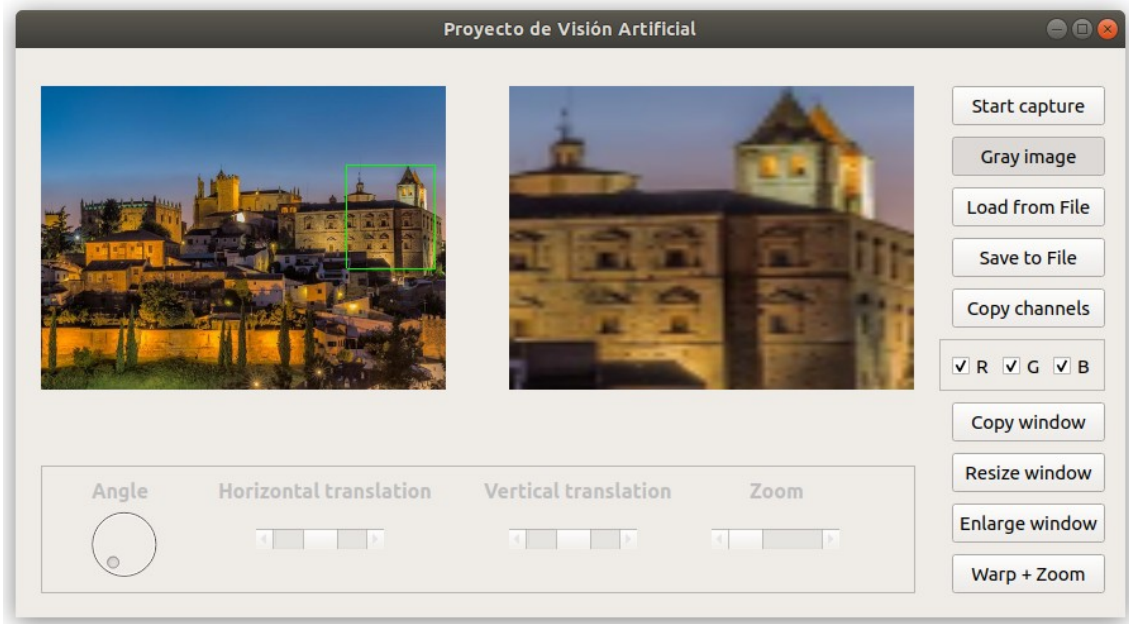 Proyecto de Visión Artificial
Start capture
Gray image
Load from File
Save to File
Copy channels
R G B
Copy window
Resize window
Enlarge window
Warp + Zoom
Angle Horizontal translation Vertical translation Zoom